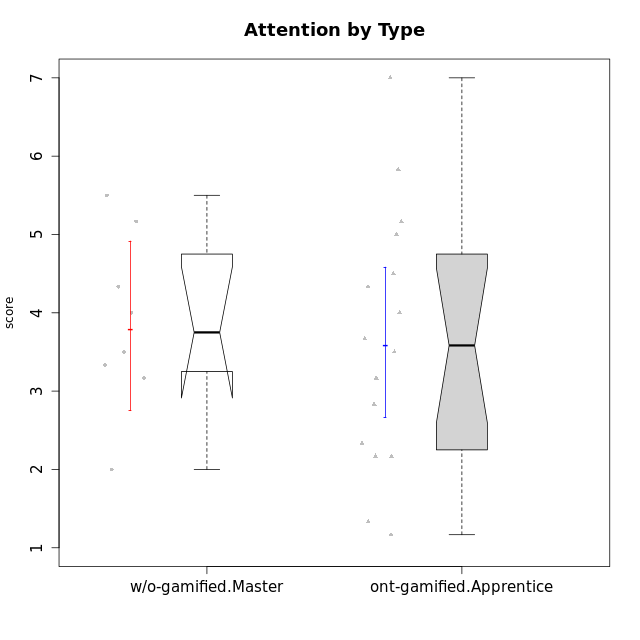 Attention by Type
score
7
6
5
4
3
2
1
w/o-gamified.Master
ont-gamified.Apprentice